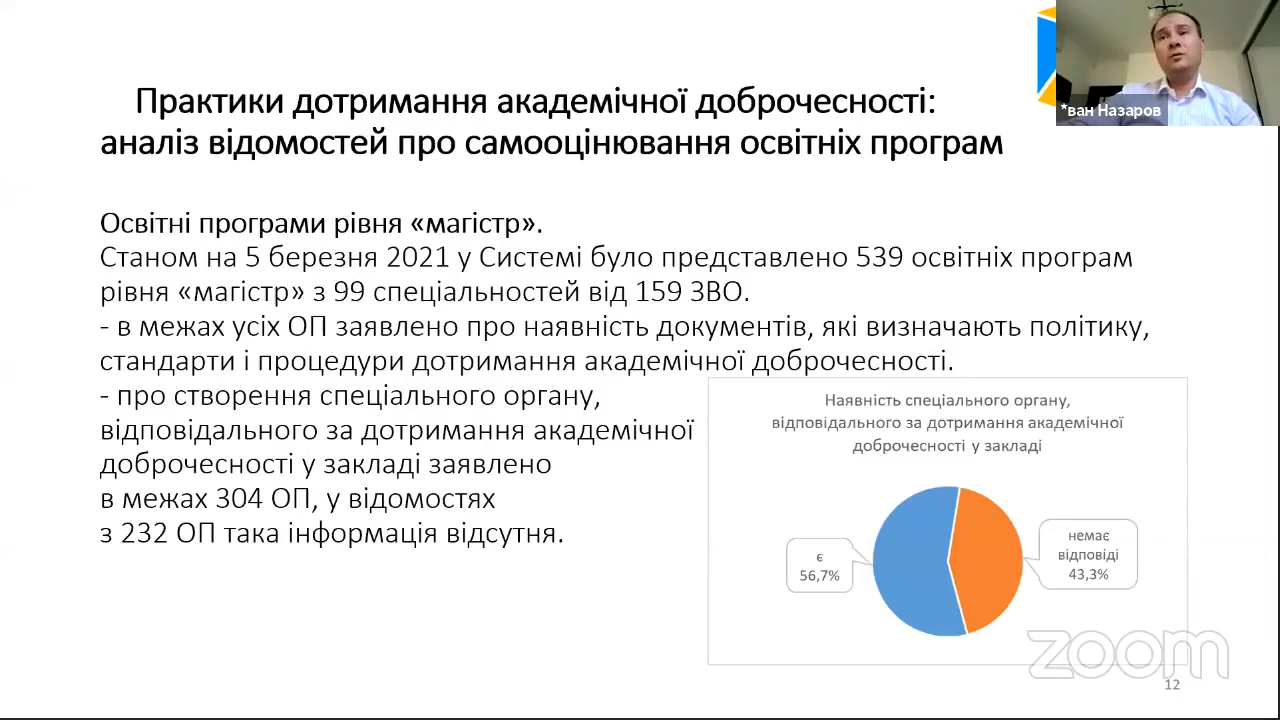 Практики дотримання академічної доброчесності:
аналіз відомостей про самооцінювання освітніх програм
*ван Назаров
Освітні програми рівня «магістр».
Станом на 5 березня 2021 у Системі було представлено 539 освітніх програм
рівня «магістр» з 99 спеціальностей від 159 ЗВО.
- в межах усіх ОП заявлено про наявність документів, які визначають політику,
стандарти і процедури дотримання академічної доброчесності.
- про створення спеціального органу,
відповідального за дотримання академічної
доброчесності у закладі заявлено
в межах 304 ОП, у відомостях
з 232 ОП така інформація відсутня.
Наявність спеціального органу,
відповідального за дотримання академічної
доброчесності у закладі
є
56,7%
немає
відповіді
43,3%
zoom
12